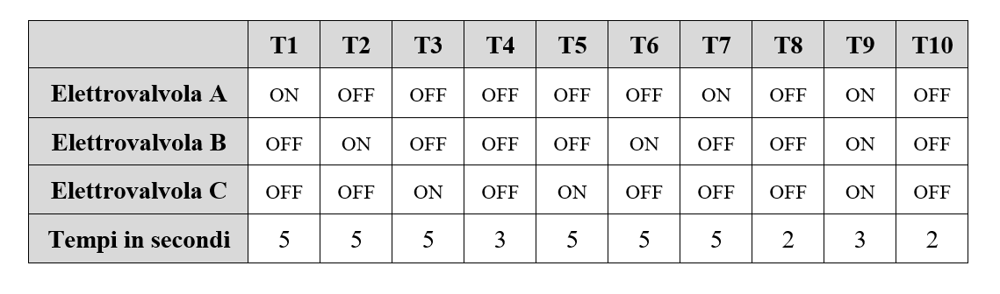 T1 T2 T3 T4 T5 T6 T7 T8 T9 T10
Elettrovalvola A ON OFF OFF OFF OFF OFF ON OFF ON OFF
Elettrovalvola B OFF ON OFF OFF OFF ON OFF OFF ON OFF
Elettrovalvola C OFF OFF ON OFF ON OFF OFF OFF ON OFF
Tempi in secondi 5 5 5 3 5 5 5 2 3 2